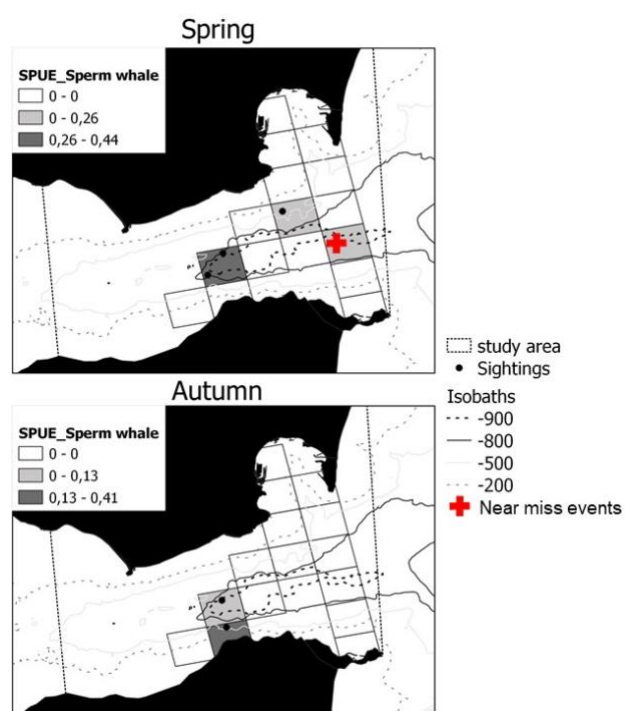 Spring
SPUE_Sperm whale
0 - 0
0 - 0,26
0,26 - 0,44
Autumn
SPUE_Sperm whale
0 - 0
0 - 0,13
0,13 - 0,41
study area
Sightings
Isobaths
-900
-800
-500
-200
Near miss events